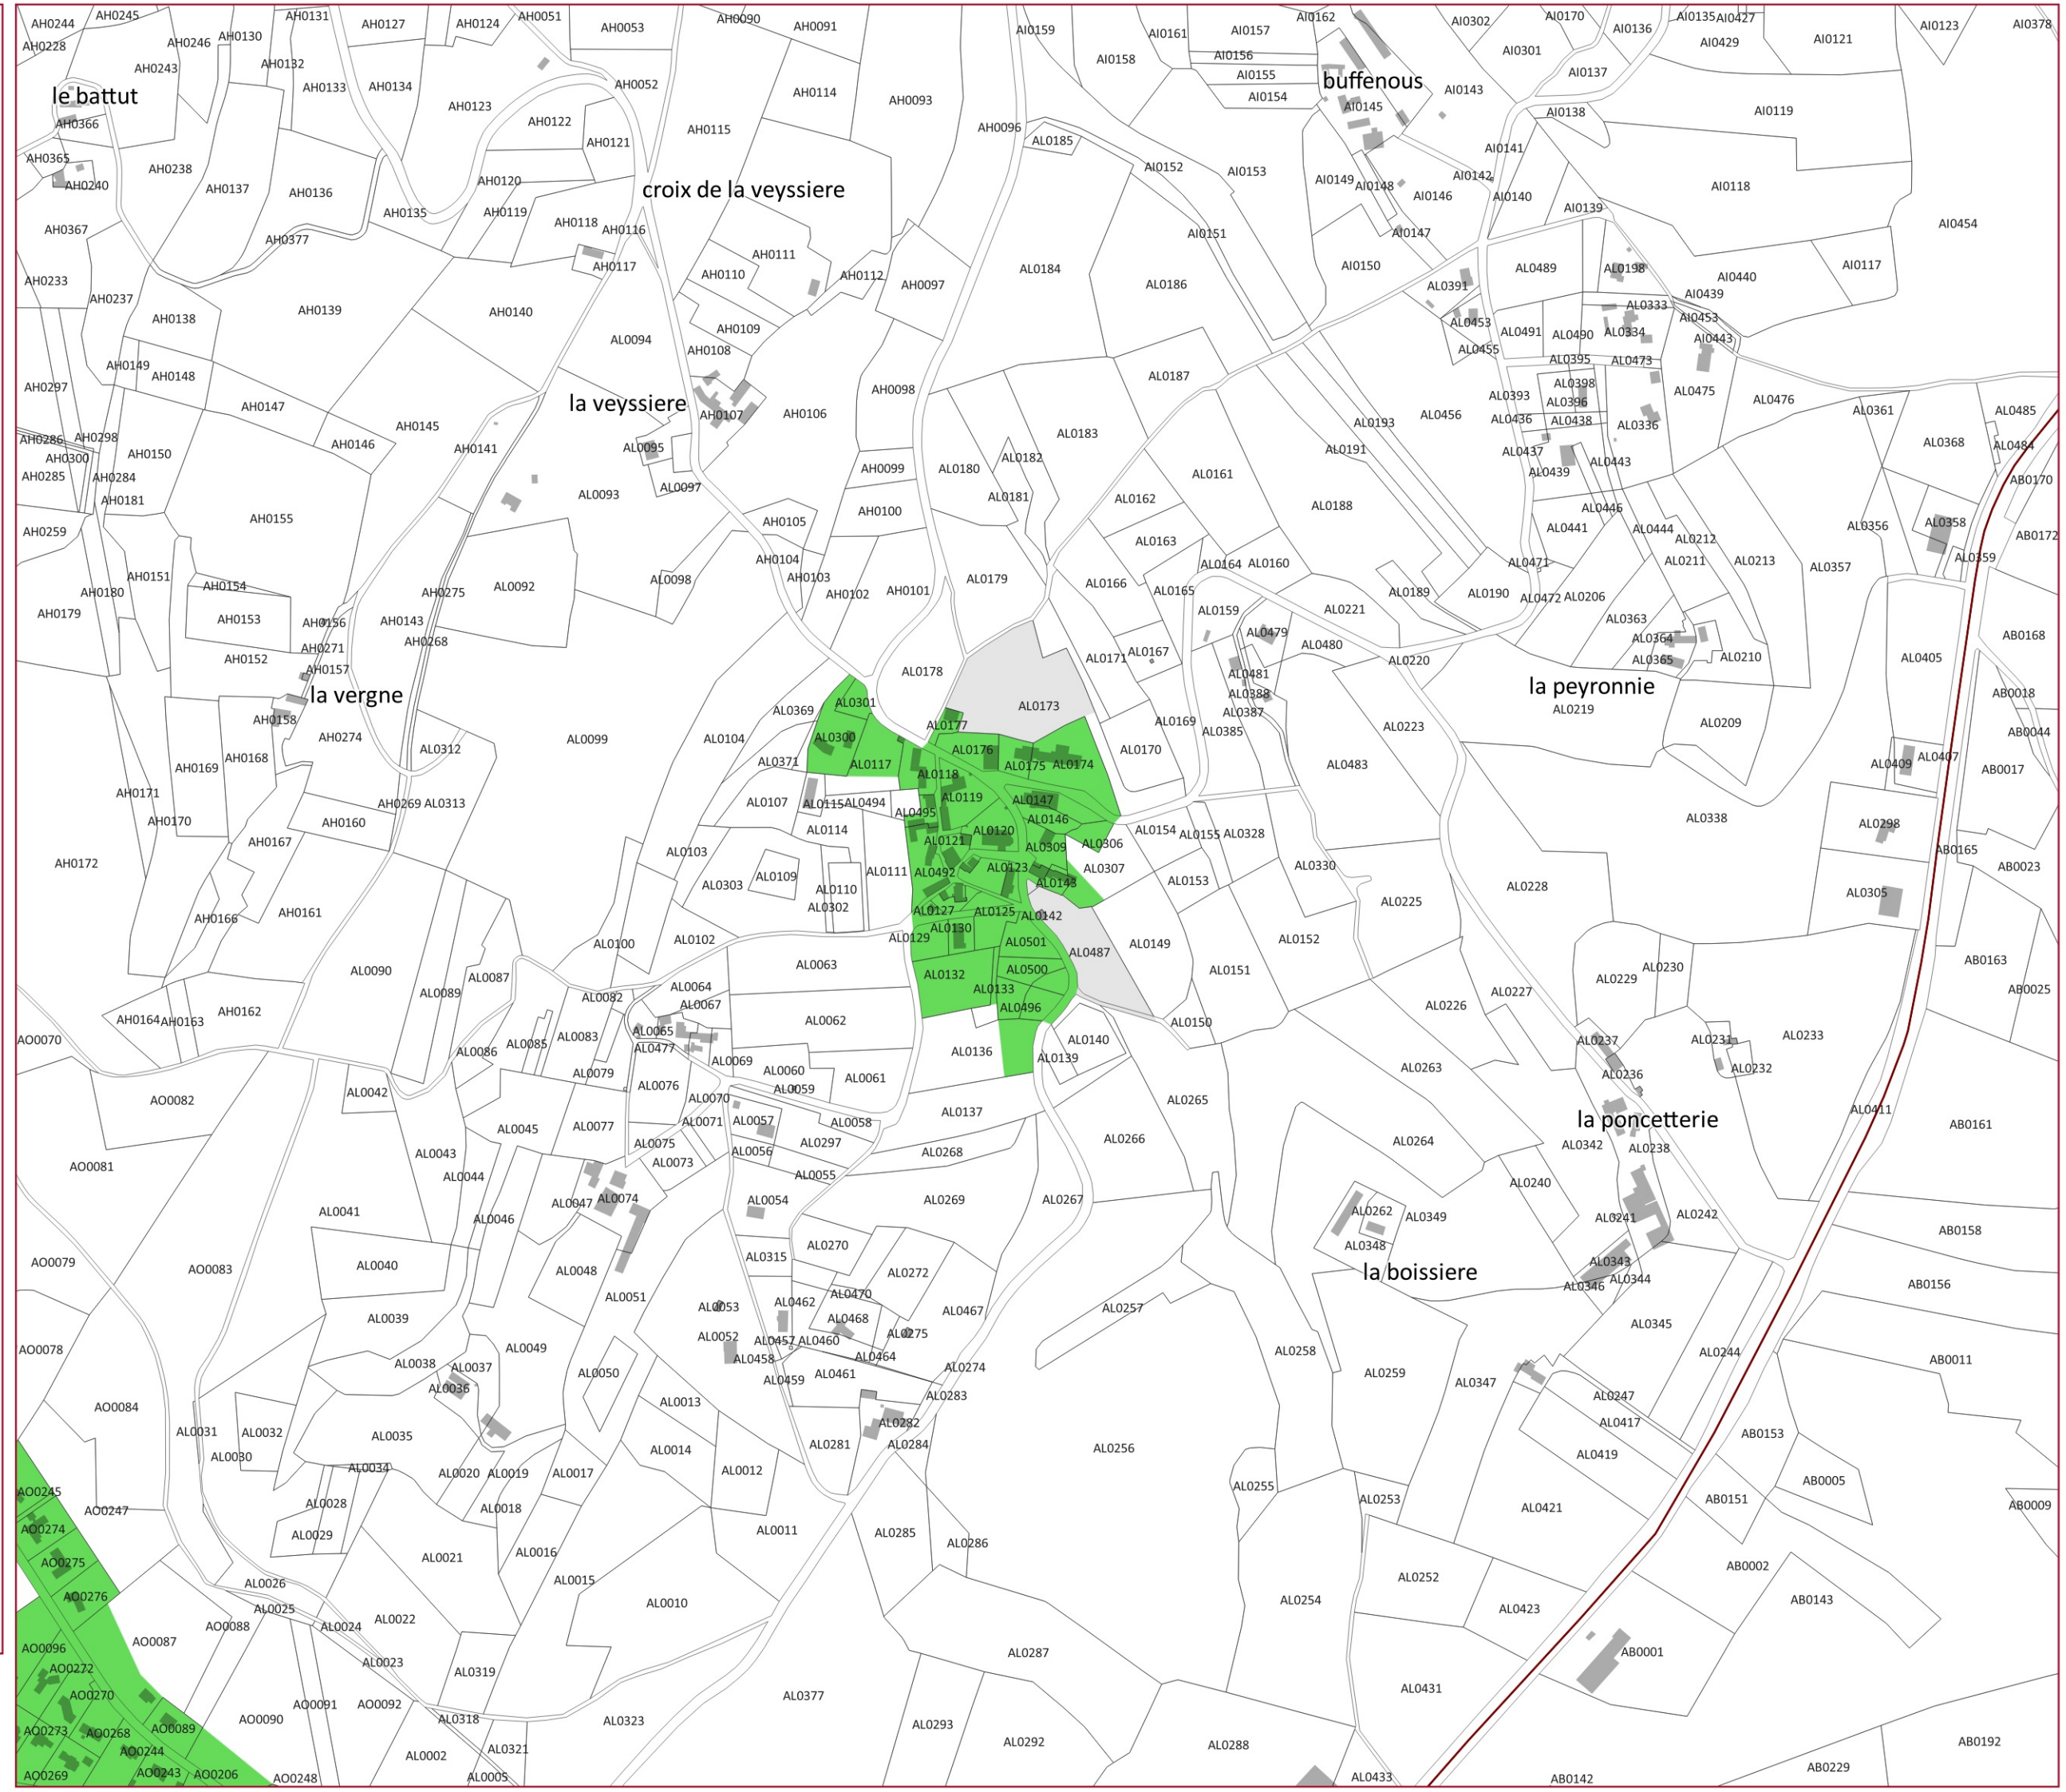 AH0244 AH0245 AH0131 AH0127 AH0124 AH0051 AH0053 AH0090 AH0091 AI0159 AI0161 AI0157 AI0162 AI0302 AI0170 AI0136 AI0135 AI0427 AI0123 AI0378
AH0228 AH0246 AH0130 AI0158 AI0156 AI0301 AI0429 AI0121
AH0243 AH0132 AH0133 AH0134 AH0052 AI0155 AI0137
le battut AH0123 AH0114 AH0093 AI0154 buffenous AI0143 AI0119
AH0366 AH0122 AH0115 AH0096 AI0145 AI0138
AH0365 AH0121 AL0185 AI0141
AH0240 AH0238 AH0137 AH0136 AH0120 croix de la veyssiere AI0152 AI0153 AI0149 AI0148 AI0142 AI0118
AH0135 AH0119 AI0146 AI0140 AI0139
AH0367 AH0377 AH0118 AH0116 AI0151 AI0147 AI0454
AH0233 AH0117 AH0110 AH0111 AH0112 AH0097 AL0184 AL0186 AI0150 AL0391 AL0489 AL0198 AI0440 AI0117
AH0237 AH0138 AH0139 AH0140 AH0109 AL0453 AL0333 AI0439
AL0094 AH0108 AL0455 AL0491 AL0490 AL0334 AI0453 AI0443
AH0149 AH0148 AL0187 AL0395 AL0473
AH0297 AH0147 la veyssiere AH0107 AH0106 AH0098 AL0393 AL0398 AL0396 AL0475 AL0476
AH0145 AL0193 AL0456 AL0436 AL0438 AL0336 AL0361 AL0485
AH0286 AH0298 AH0146 AH0141 AL0095 AL0183 AL0191 AL0437 AL0368 AL0484
AH0300 AH0150 AL0182 AL0443
AH0285 AH0284 AL0097 AH0099 AL0180 AL0161 AL0439 AB0170
AH0181 AL0093 AL0181 AL0162 AL0188 AL0446
AH0259 AH0155 AH0105 AH0100 AL0163 AL0441 AL0444 AL0212 AL0356 AL0358 AB0172
AH0104 AL0164 AL0160 AL0471 AL0211 AL0213 AL0357 AL0359
AH0180 AH0151 AH0154 AH0275 AL0092 AL0098 AH0103 AH0102 AH0101 AL0179 AL0166 AL0165 AL0189 AL0190 AL0472 AL0206
AH0179 AH0153 AH0156 AH0143 AL0159 AL0221 AL0363
AH0271 AH0268 AL0479 AL0480 AL0364 AB0168
AH0152 AH0157 AL0178 AL0171 AL0167 AL0220 AL0365 AL0210 AL0405
la vergne AL0481 la peyronnie
AH0158 AL0369 AL0301 AL0173 AL0388 AL0387 AL0219 AB0018
AH0274 AL0312 AL0099 AL0104 AL0300 AL0177 AL0169 AL0385 AL0223 AL0209 AB0044
AH0169 AH0168 AL0371 AL0117 AL0176 AL0175 AL0174 AL0170 AL0483 AL0409 AL0407 AB0017
AH0171 AH0269 AL0313 AL0107 AL0115 AL0494 AL0118 AL0119 AL0147
AH0170 AH0160 AL0114 AL0495 AL0120 AL0146 AL0154 AL0155 AL0328 AL0338 AL0298
AH0172 AH0167 AL0103 AL0121 AL0309 AL0306 AL0330 AB0165
AL0303 AL0109 AL0110 AL0111 AL0492 AL0123 AL0143 AL0307 AL0153 AL0228 AL0305 AB0023
AH0166 AH0161 AL0302 AL0127 AL0125 AL0142 AL0225
AL0100 AL0102 AL0129 AL0130 AL0501 AL0487 AL0149 AL0152
AL0090 AL0089 AL0087 AL0063 AL0132 AL0500 AL0151 AL0229 AL0230 AB0163
AH0164 AH0163 AH0162 AL0082 AL0064 AL0067 AL0133 AL0496 AL0226 AL0227 AB0025
AO0070 AL0086 AL0085 AL0083 AL0065 AL0477 AL0062 AL0150 AL0237 AL0231 AL0233
AL0069 AL0136 AL0139 AL0140
AO0082 AL0042 AL0079 AL0076 AL0060 AL0059 AL0061 AL0263 AL0236 AL0232
AL0070 AL0137 AL0265 AL0411
AL0045 AL0077 AL0071 AL0057 AL0058 la poncetterie AB0161
AO0081 AL0043 AL0075 AL0056 AL0297 AL0268 AL0266 AL0264 AL0342 AL0238
AL0044 AL0073 AL0055
AL0041 AL0046 AL0047 AL0074 AL0054 AL0269 AL0267 AL0262 AL0349 AL0240 AL0241 AL0242 AB0158
AO0079 AO0083 AL0040 AL0048 AL0315 AL0270 AL0272 AL0348 AL0343
la boissiere AL0346 AL0344 AB0156
AL0039 AL0051 AL0053 AL0462 AL0470 AL0468 AL0467 AL0257 AL0345
AO0078 AL0049 AL0052 AL0457 AL0460 AL0275 AL0258 AL0244
AL0038 AL0037 AL0050 AL0458 AL0461 AL0464 AL0274 AL0259 AL0347 AB0011
AL0036 AL0459 AL0283 AL0247
AO0084 AL0031 AL0032 AL0035 AL0013 AL0282 AL0417
AL0030 AL0014 AL0281 AL0284 AL0256 AL0419 AB0153
AO0245 AO0247 AL0034 AL0020 AL0019 AL0017 AL0012 AL0255 AL0253 AB0005
AO0274 AL0028 AL0029 AL0018 AL0011 AL0285 AL0286 AL0421 AB0151 AB0009
AO0275 AL0021 AL0016 AL0015 AB0002
AO0276 AL0026 AL0025 AL0022 AL0010 AL0254 AL0252 AL0423 AB0143
AO0096 AO0087 AO0088 AL0024
AO0272 AL0023 AL0319 AL0287 AB0001
AO0270 AO0091 AO0092 AL0377 AL0431
AO0273 AO0268 AO0089 AO0090 AL0318 AL0323 AL0293 AL0292 AL0288 AB0192
AO0269 AO0244 AO0243 AO0206 AO0248 AL0002 AL0321 AL0005 AL0433 AB0142 AB0229